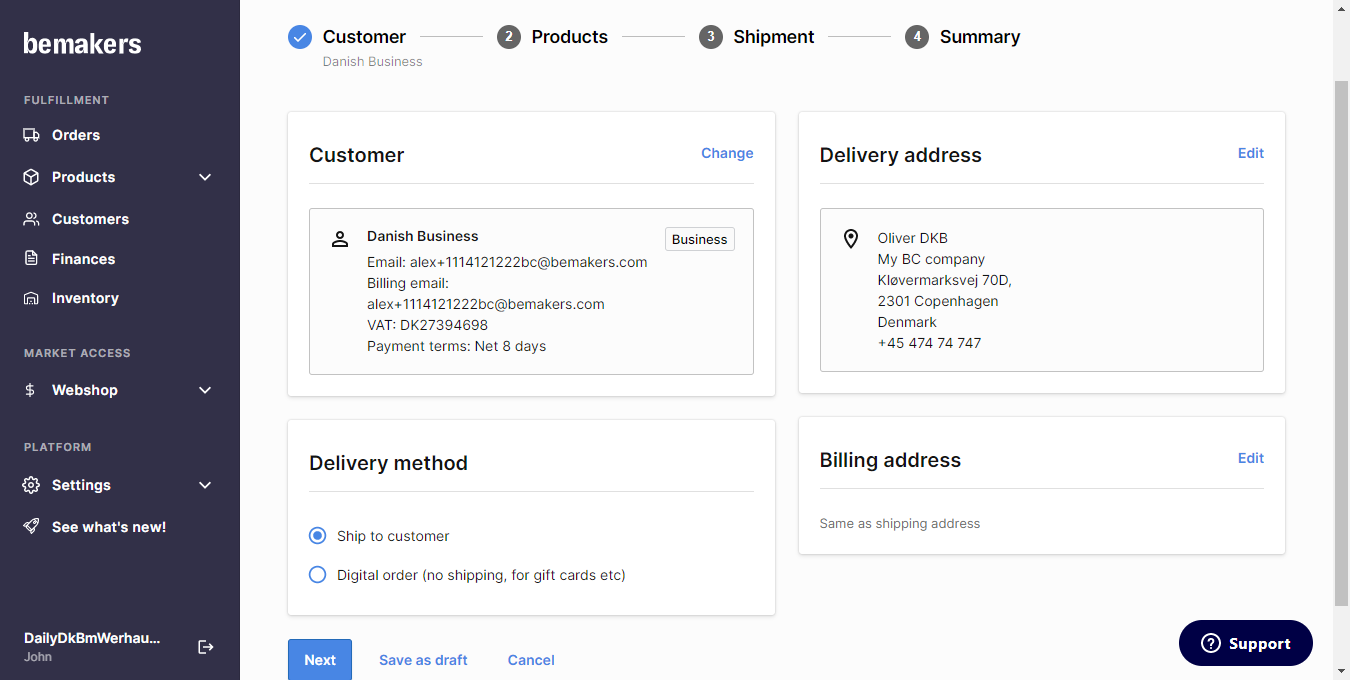 bemakers
FULFILLMENT
Orders
Products
Customers
Finances
Inventory
MARKET ACCESS
Webshop
PLATFORM
Settings
See what's new!
DailyDkBmWerhau...
John
Customer
Danish Business
2 Products
3 Shipment
4 Summary
Customer
Change
Danish Business
Business
Email: alex+1114121222bc@bemakers.com
Billing email:
alex+1114121222bc@bemakers.com
VAT: DK27394698
Payment terms: Net 8 days
Delivery address
Edit
Oliver DKB
My BC company
Kløvermarksvej 70D,
2301 Copenhagen
Denmark
+45 474 74 747
Delivery method
Ship to customer
Digital order (no shipping, for gift cards etc)
Billing address
Edit
Same as shipping address
Next
Save as draft
Cancel
Support